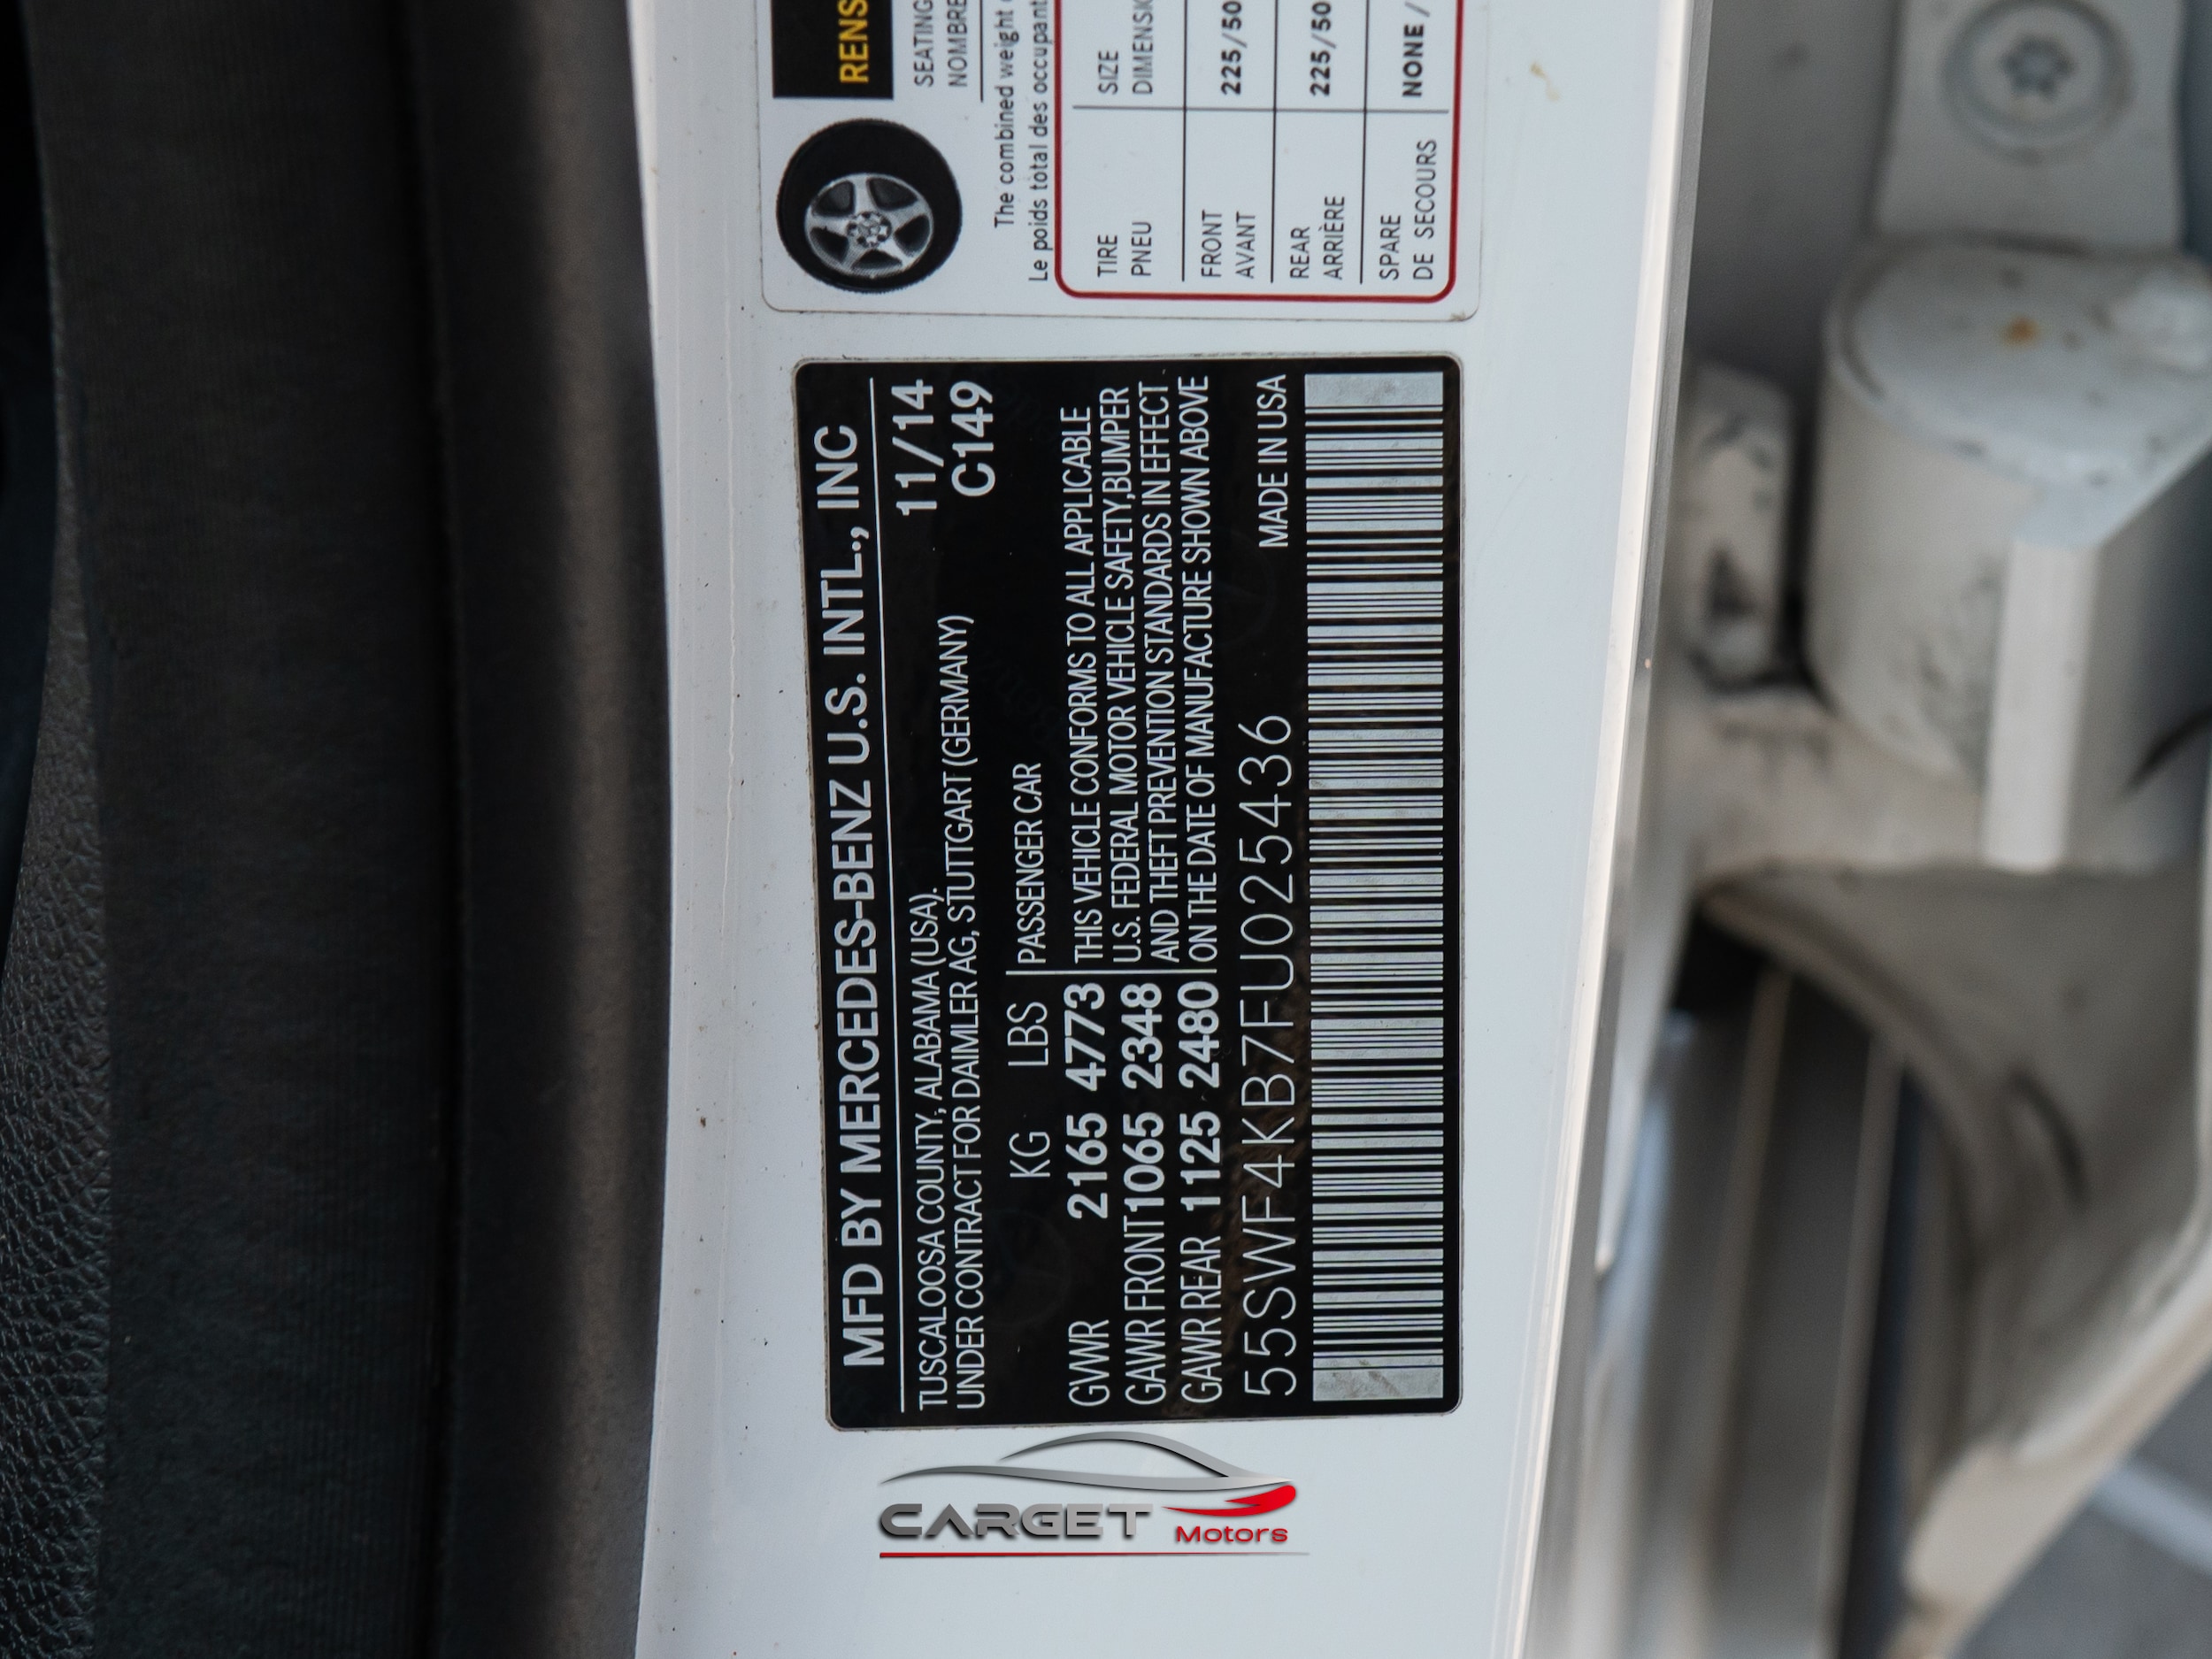 MFD BY MERCEDES-BENZ U.S. INTL., INC
TUSCALOOSA COUNTY, ALABAMA (USA).
11/14
UNDER CONTRACT FOR DAIMLER AG, STUTTGART (GERMANY)
C149
KG LBS PASSENGER CAR
GVWR 2165 4773 THIS VEHICLE CONFORMS TO ALL APPLICABLE
GAWR FRONT 1065 2348 U.S. FEDERAL MOTOR VEHICLE SAFETY,BUMPER
AND THEFT PREVENTION STANDARDS IN EFFECT
GAWR REAR 1125 2480 ON THE DATE OF MANUFACTURE SHOWN ABOVE
55SWF4KB7FU025436 MADE IN USA
SEATING
NOMBRE
The combined weight
Le poids total des occupant
TIRE SIZE
PNEU
FRONT 225/50
AVANT
REAR 225/50
ARRIÈRE
SPARE NONE /
DE SECOURS
CARGET
Motors